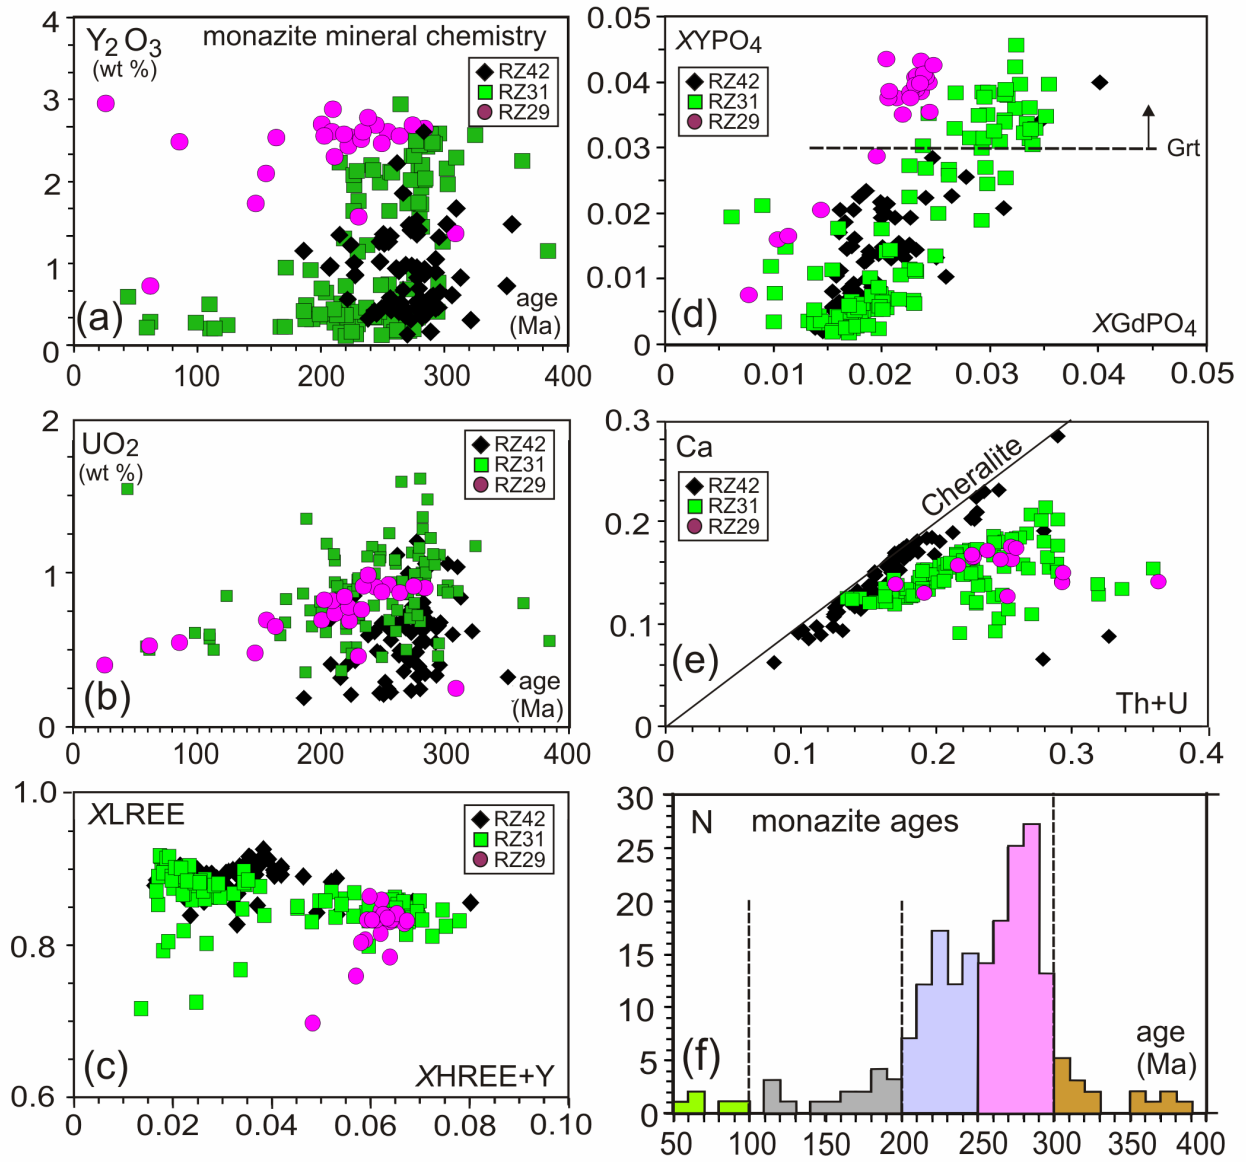 4
3
2
1
0
Y2 O3
(wt %)
monazite mineral chemistry
RZ42
RZ31
RZ29
(a)
age
(Ma)
0
100
200
300
400
0.05
0.04
0.03
0.02
0.01
0
XYPO4
RZ42
RZ31
RZ29
Grt
(d)
XGdPO4
0
0.01
0.02
0.03
0.04
0.05
2
1
0
UO2
(wt %)
RZ42
RZ31
RZ29
(b)
age
(Ma)
0
100
200
300
400
0.3
0.2
0.1
0
Ca
RZ42
RZ31
RZ29
Cheralite
(e)
Th+U
0
0.1
0.2
0.3
0.4
1.0
0.8
0.6
XLREE
RZ42
RZ31
RZ29
(c)
XHREE+Y
0
0.02
0.04
0.06
0.08
0.10
30
25
20
15
10
5
0
N
monazite ages
(f)
age
(Ma)
50
100
150
200
250
300
350
400